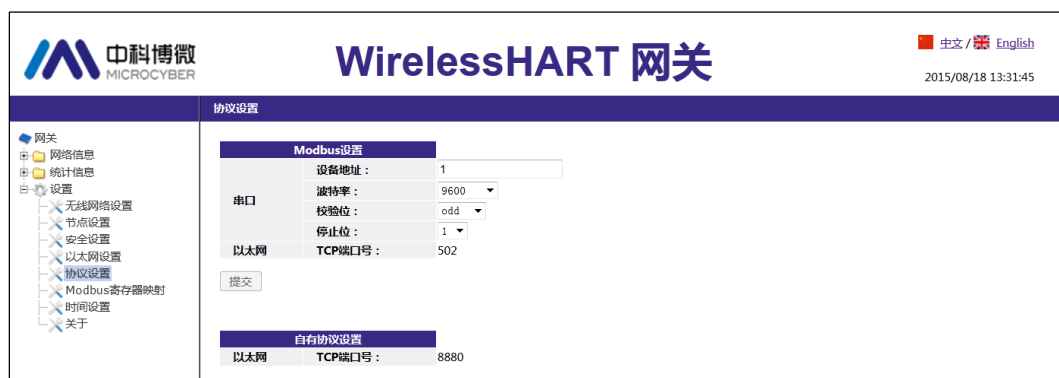 中科博微
MICROCYBER
WirelessHART 网关
中文 / English
2015/08/18 13:31:45
协议设置
网关
网络信息
统计信息
设置
无线网络设置
节点设置
安全设置
以太网设置
协议设置
Modbus寄存器映射
时间设置
关于
Modbus设置
串口
设备地址： 1
波特率： 9600
校验位： odd
停止位： 1
以太网 TCP端口号： 502
提交
自有协议设置
以太网 TCP端口号： 8880